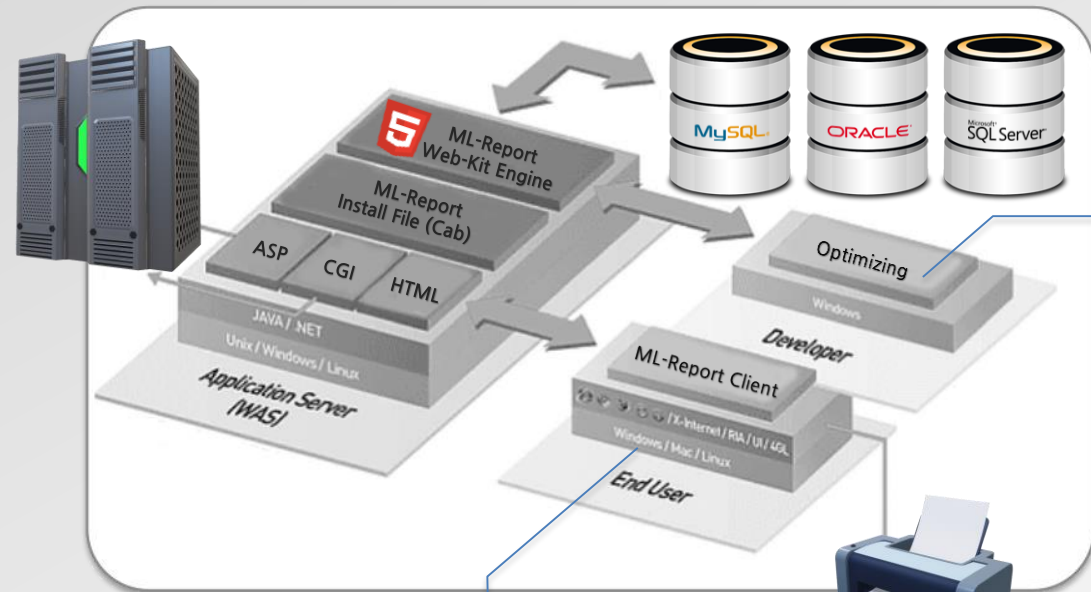 MySQL
ORACLE
Microsoft
SQL Server
5
ML-Report
Web-Kit Engine
ML-Report
Install File (Cab)
ASP
CGI
HTML
JAVA / .NET
Unix / Windows / Linux
Application Server
(WAS)
Optimizing
Windows
Developer
ML-Report Client
/ X-Internet / RIA / UI / 4GL
Windows / Mac / Linux
End User